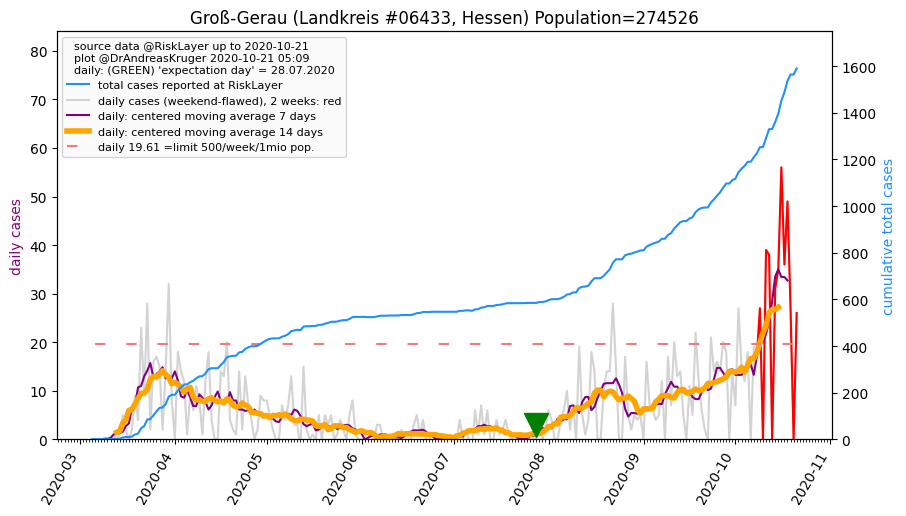 Groß-Gerau (Landkreis #06433, Hessen) Population=274526
source data @RiskLayer up to 2020-10-21
plot @DrAndreasKruger 2020-10-21 05:09
daily: (GREEN) 'expectation day' = 28.07.2020
total cases reported at RiskLayer
daily cases (weekend-flawed), 2 weeks: red
daily: centered moving average 7 days
daily: centered moving average 14 days
daily 19.61 =limit 500/week/1mio pop.
daily cases
80
70
60
50
40
30
20
10
0
cumulative total cases
1600
1400
1200
1000
800
600
400
200
0
2020-03
2020-04
2020-05
2020-06
2020-07
2020-08
2020-09
2020-10
2020-11